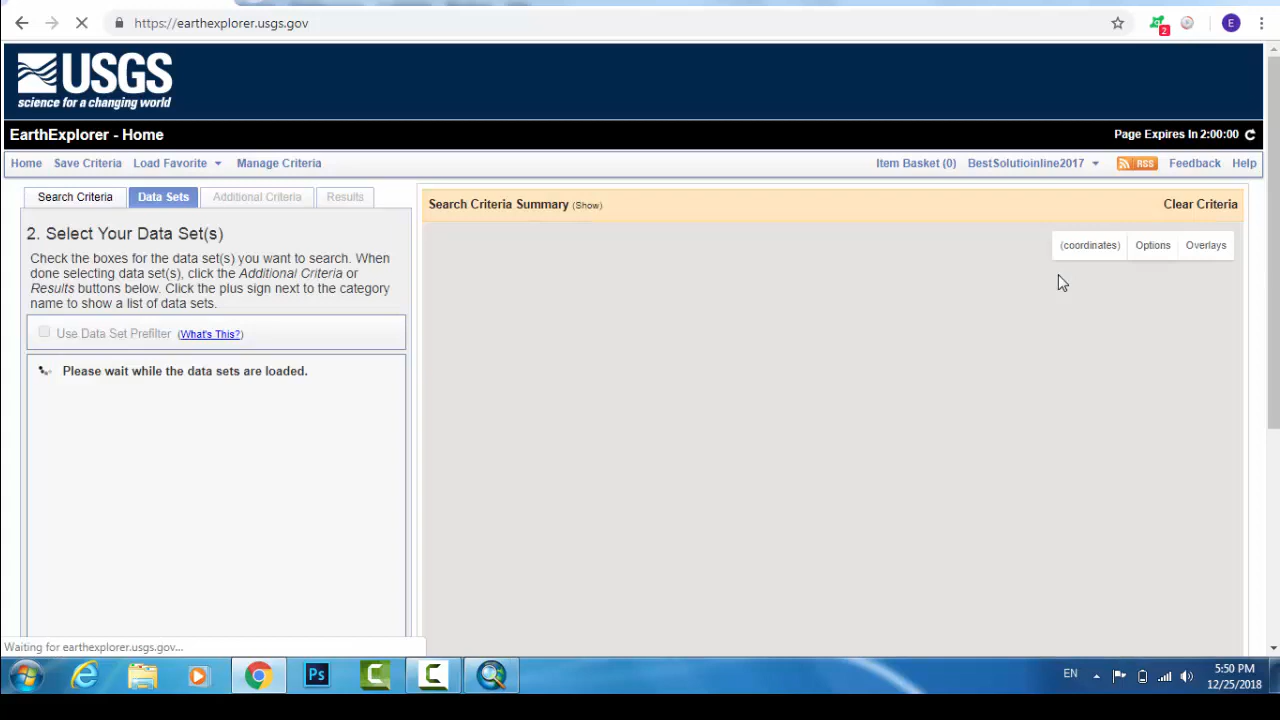 https://earthexplorer.usgs.gov
2
E
USGS
science for a changing world
EarthExplorer - Home
Page Expires In 2:00:00
Home Save Criteria Load Favorite Manage Criteria
Item Basket (0) BestSolutioinline2017 RSS Feedback Help
Search Criteria Data Sets Additional Criteria Results
2. Select Your Data Set(s)
Check the boxes for the data set(s) you want to search. When
done selecting data set(s), click the Additional Criteria or
Results buttons below. Click the plus sign next to the category
name to show a list of data sets.
Use Data Set Prefilter (What's This?)
Please wait while the data sets are loaded.
Search Criteria Summary (Show)
Clear Criteria
(coordinates) Options Overlays
Waiting for earthexplorer.usgs.gov...
Ps
EN
5:50 PM
12/25/2018